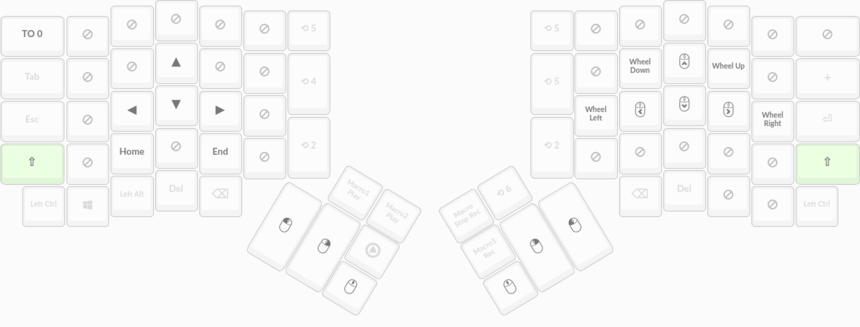 TO 0
⟲ 5
⟲ 5
Tab
⟲ 4
⟲ 5
Wheel
Down
Wheel Up
+
Esc
Wheel
Left
Wheel
Right
Home
End
⟲ 2
⟲ 2
Left Ctrl
Left Alt
Del
Del
Left Ctrl
Macro1
Play
Macro2
Play
⟲ 6
Macro
Stop Rec
Macro1
Rec